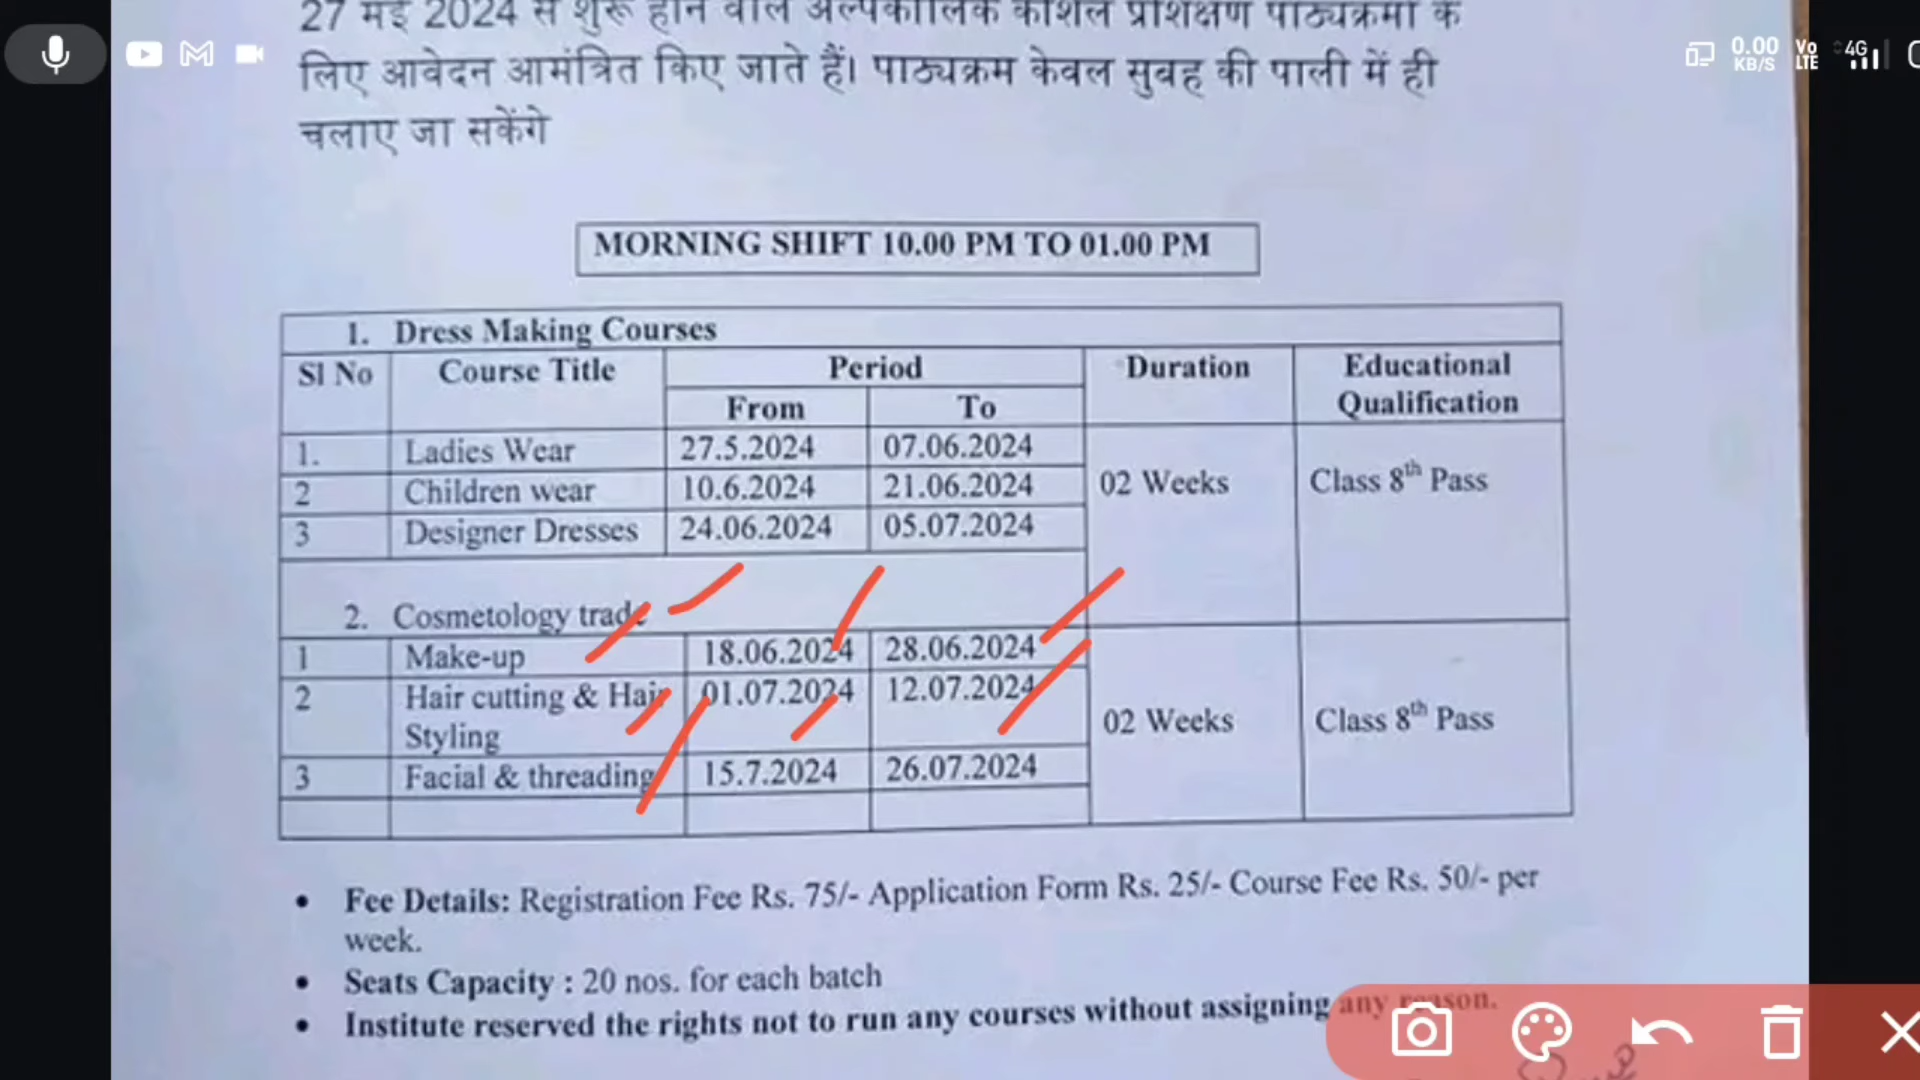 27 मई 2024 से शुरू होने वाले अल्पकालिक कौशल प्रशिक्षण पाठ्यक्रमों के
लिए आवेदन आमंत्रित किए जाते हैं। पाठ्यक्रम केवल सुवह की पाली में ही
चलाए जा सकेंगे
0.00 KB/S
Vo LTE
4G
MORNING SHIFT 10.00 PM TO 01.00 PM
1. Dress Making Courses
Sl No Course Title Period Duration Educational Qualification
From To
1. Ladies Wear 27.5.2024 07.06.2024
2 Children wear 10.6.2024 21.06.2024 02 Weeks Class 8th Pass
3 Designer Dresses 24.06.2024 05.07.2024
2. Cosmetology trade
1 Make-up 18.06.2024 28.06.2024
2 Hair cutting & Hair 01.07.2024 12.07.2024
Styling 02 Weeks Class 8th Pass
3 Facial & threading 15.7.2024 26.07.2024
• Fee Details: Registration Fee Rs. 75/- Application Form Rs. 25/- Course Fee Rs. 50/- per
week.
• Seats Capacity : 20 nos. for each batch
• Institute reserved the rights not to run any courses without assigning any reason.